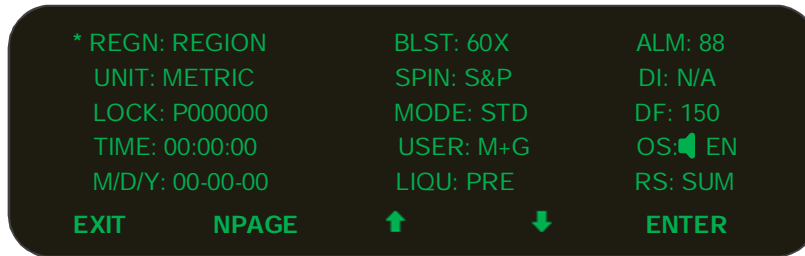 * REGN: REGION BLST: 60X ALM: 88
UNIT: METRIC SPIN: S&P DI: N/A
LOCK: P000000 MODE: STD DF: 150
TIME: 00:00:00 USER: M+G OS: EN
M/D/Y: 00-00-00 LIQU: PRE RS: SUM
EXIT NPAGE ENTER